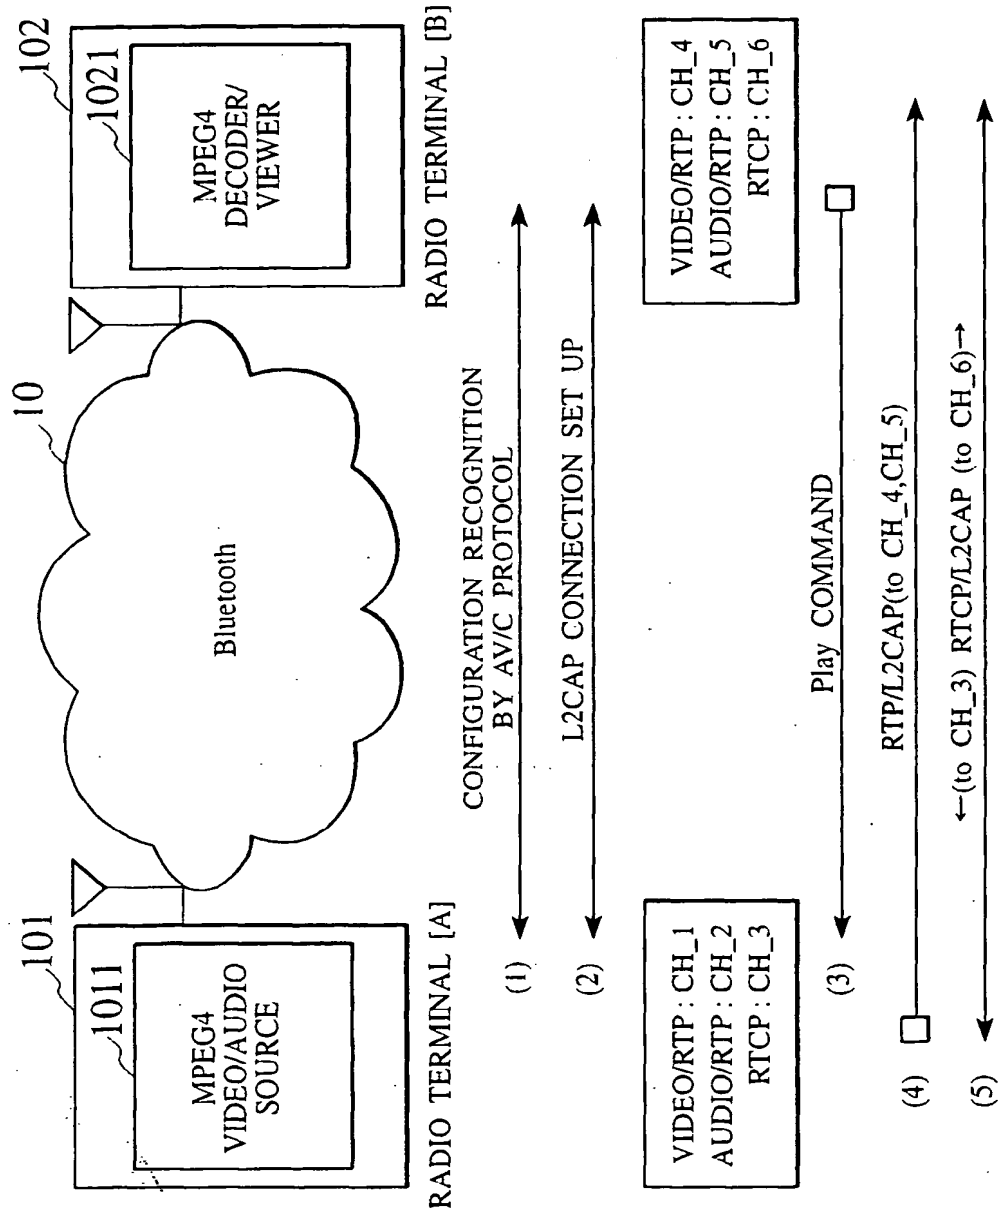 10
101
1011
MPEG4
VIDEO/AUDIO
SOURCE
RADIO TERMINAL [A]
Bluetooth
102
1021
MPEG4
DECODER/
VIEWER
RADIO TERMINAL [B]
CONFIGURATION RECOGNITION
BY AV/C PROTOCOL
(1)
L2CAP CONNECTION SET UP
(2)
VIDEO/RTP : CH_1
AUDIO/RTP : CH_2
RTCP : CH_3
VIDEO/RTP : CH_4
AUDIO/RTP : CH_5
RTCP : CH_6
Play COMMAND
(3)
RTP/L2CAP(to CH_4,CH_5)
(4)
←(to CH_3) RTCP/L2CAP (to CH_6)→
(5)